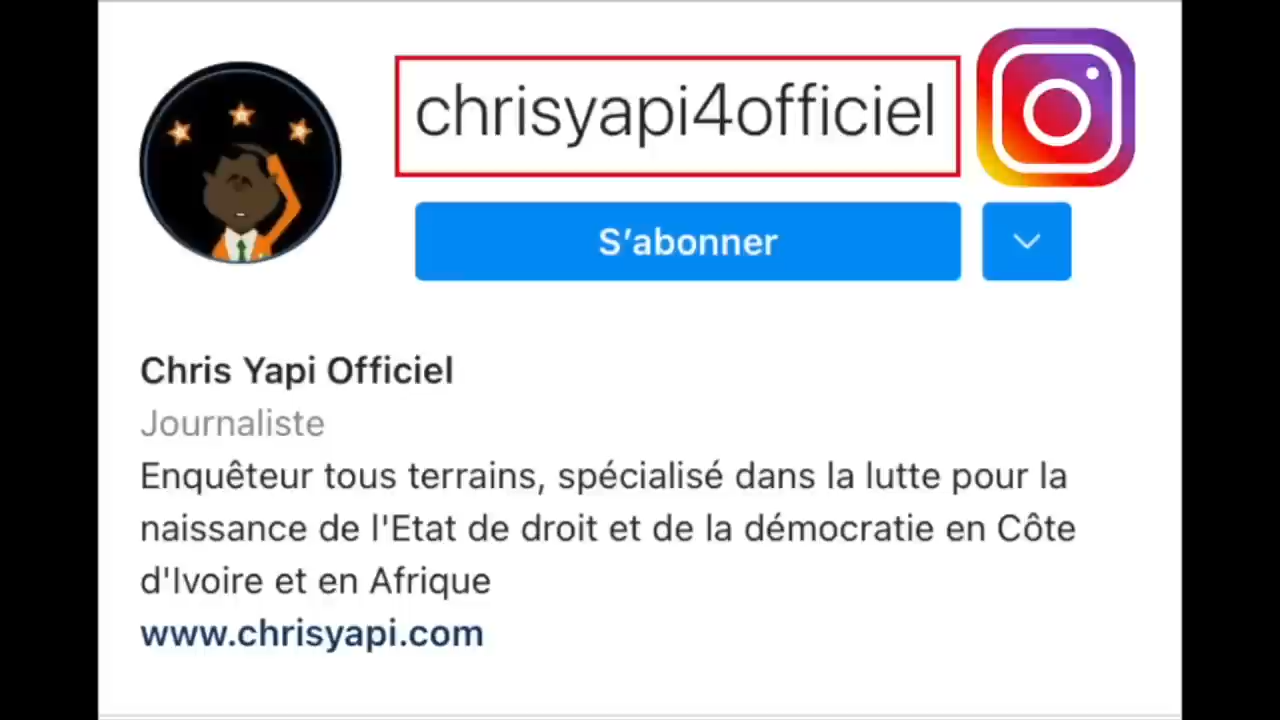 chrisyapi4officiel
S’abonner
Chris Yapi Officiel
Journaliste
Enquêteur tous terrains, spécialisé dans la lutte pour la
naissance de l'Etat de droit et de la démocratie en Côte
d'Ivoire et en Afrique
www.chrisyapi.com